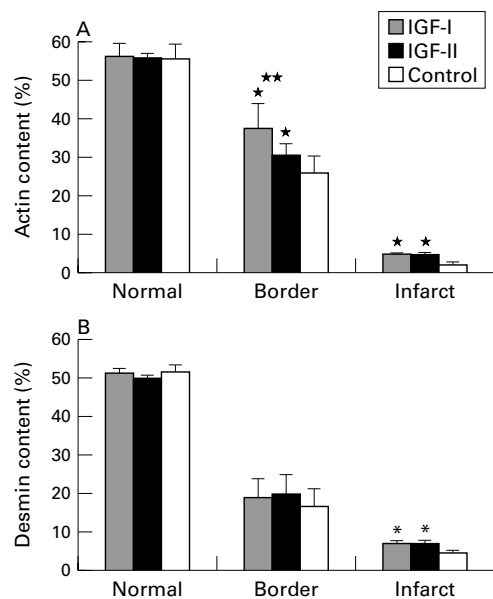 A
IGF-I
IGF-II
Control
Actin content (%)
60
50
40
30
20
10
0
★★
★ ★
★ ★
Normal Border Infarct
B
Desmin content (%)
60
50
40
30
20
10
0
* *
Normal Border Infarct